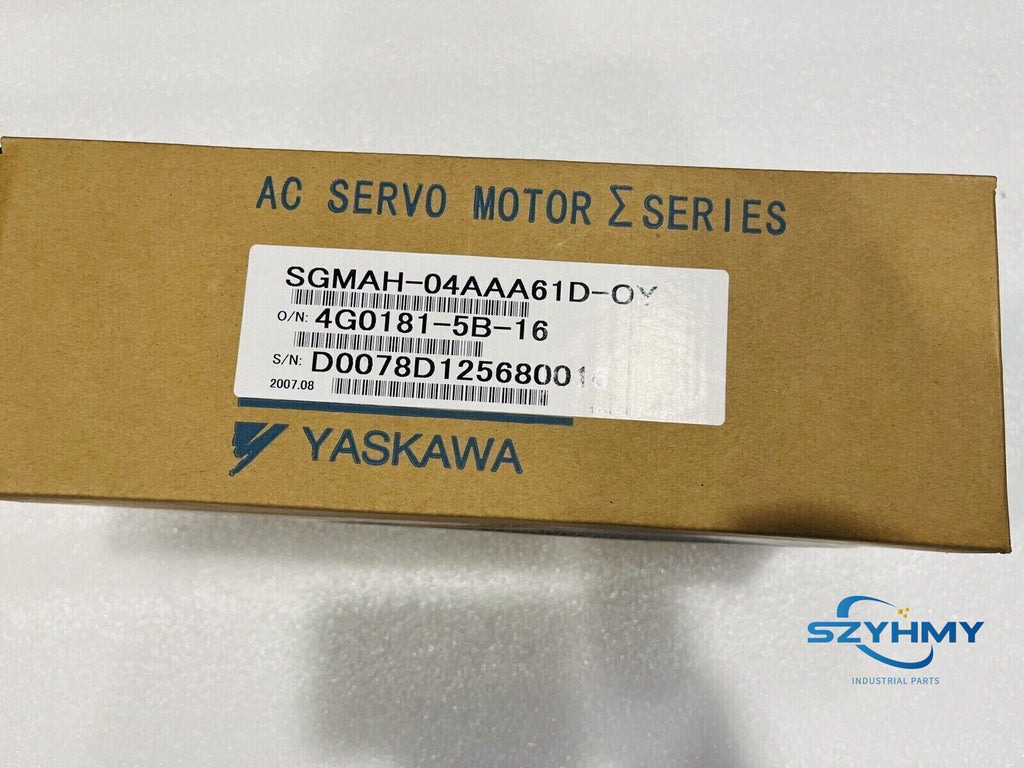 AC SERVO MOTOR Σ SERIES
SGMAH-04AAA61D-OY
O/N: 4G0181-5B-16
S/N: D0078D125680016
2007.08
YASKAWA
SZYHMY
INDUSTRIAL PARTS